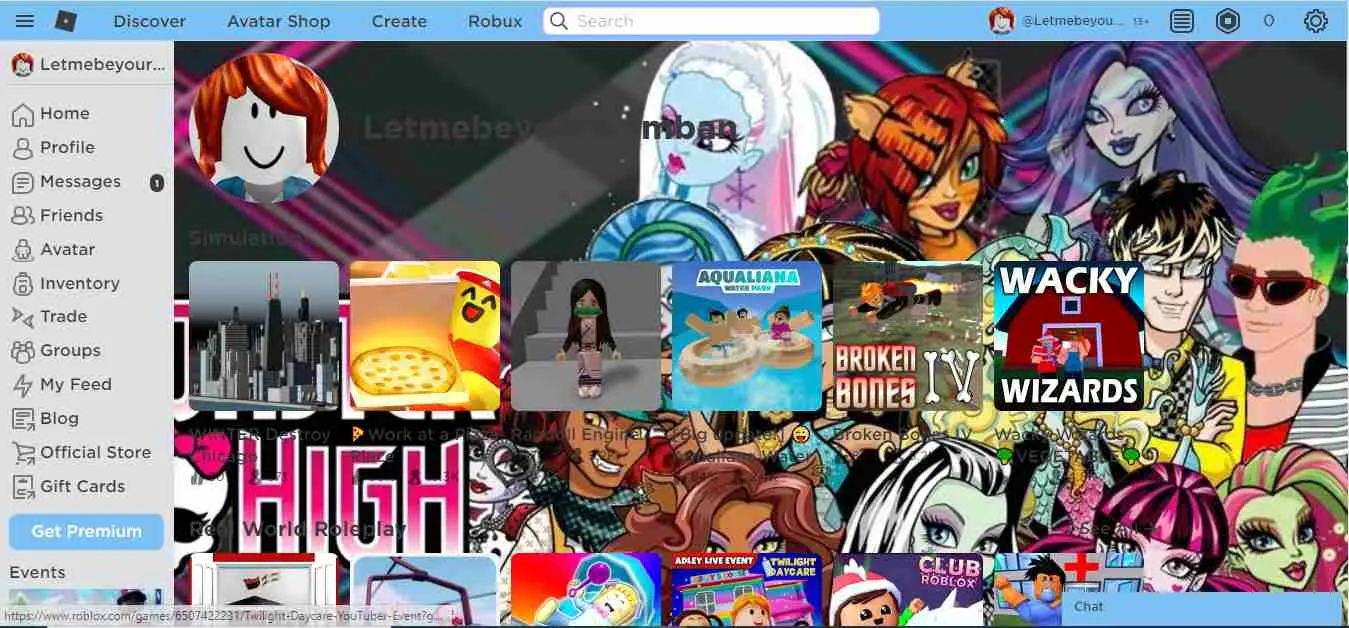 Discover
Avatar Shop
Create
Robux
Search
@Letmebeyou...
13+
0
Letmebeyour...
Home
Profile
Messages
1
Friends
Avatar
Inventory
Trade
Groups
My Feed
Blog
Official Store
Gift Cards
Get Premium
Events
Simulation
AQUALIANA
WATER PARK
BROKEN
BONES IV
WACKY
WIZARDS
WINTER Destroy
Chicago
Work at a Pizza
Place
Ragdoll Engine
Broken Bones IV
Wacky Wizards
VEGETABLE
HIGH
Real World Roleplay
See All
ADLEY LIVE EVENT
TWILIGHT
DAYCARE
CLUB
ROBLOX
Chat
https://www.roblox.com/games/6507422231/Twilight-Daycare-YouTuber-Event?g...